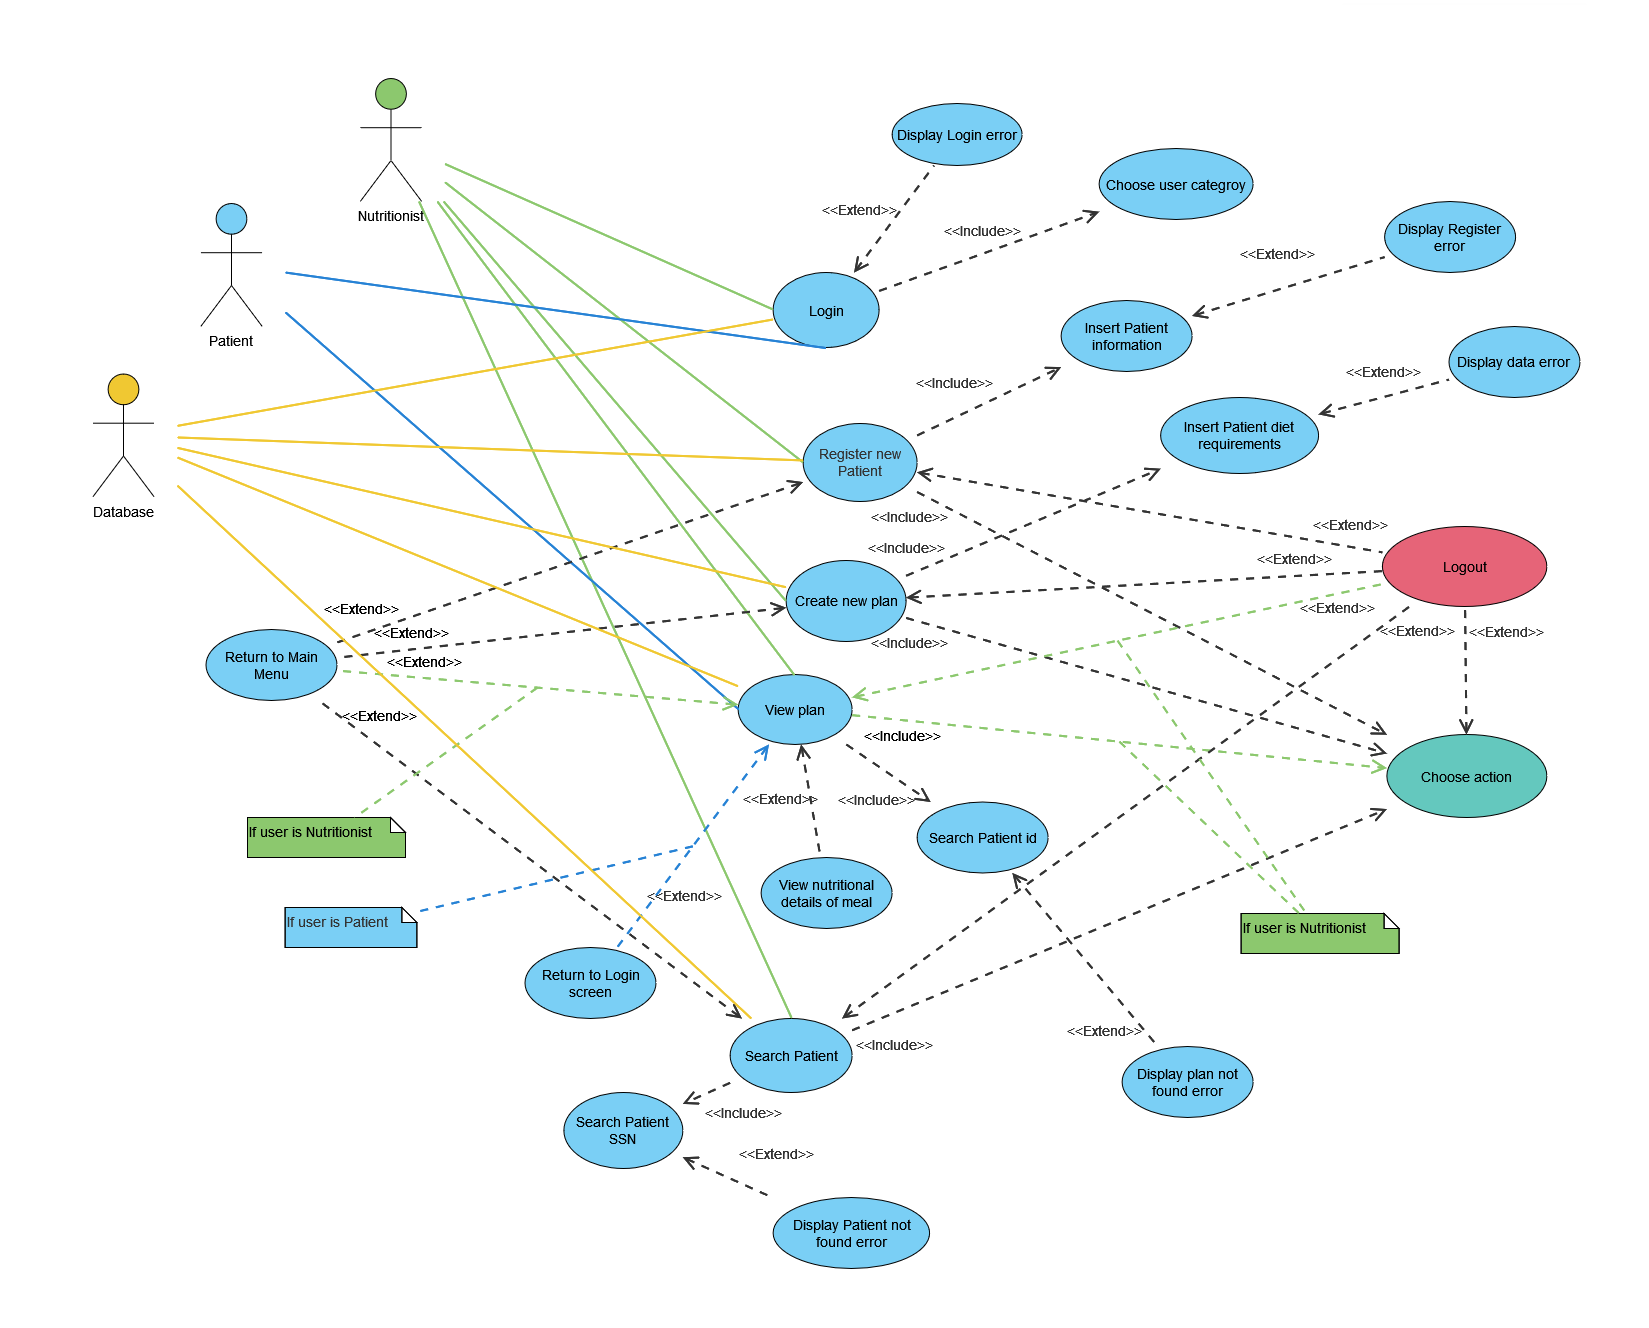 Display Login error
Choose user categroy
<<Extend>>
Nutritionist
<<Include>>
Display Register
error
<<Extend>>
Login
Insert Patient
information
Patient
Display data error
<<Extend>>
<<Include>>
Insert Patient diet
requirements
Register new
Patient
Database
<<Include>>
<<Extend>>
<<Include>>
<<Extend>>
Logout
Create new plan
<<Extend>>
<<Extend>>
<<Extend>>
<<Extend>>
<<Extend>>
<<Include>>
<<Extend>>
Return to Main
Menu
View plan
<<Extend>>
<<Include>>
Choose action
<<Extend>>
<<Include>>
If user is Nutritionist
Search Patient id
View nutritional
details of meal
<<Extend>>
If user is Patient
If user is Nutritionist
Return to Login
screen
<<Extend>>
<<Include>>
Search Patient
Display plan not
found error
<<Include>>
Search Patient
SSN
<<Extend>>
Display Patient not
found error